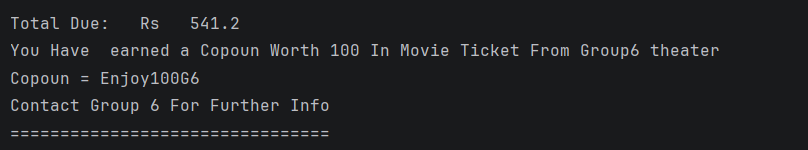 Total Due:   Rs   541.2
You Have  earned a Copoun Worth 100 In Movie Ticket From Group6 theater
Copoun = Enjoy100G6
Contact Group 6 For Further Info
================================